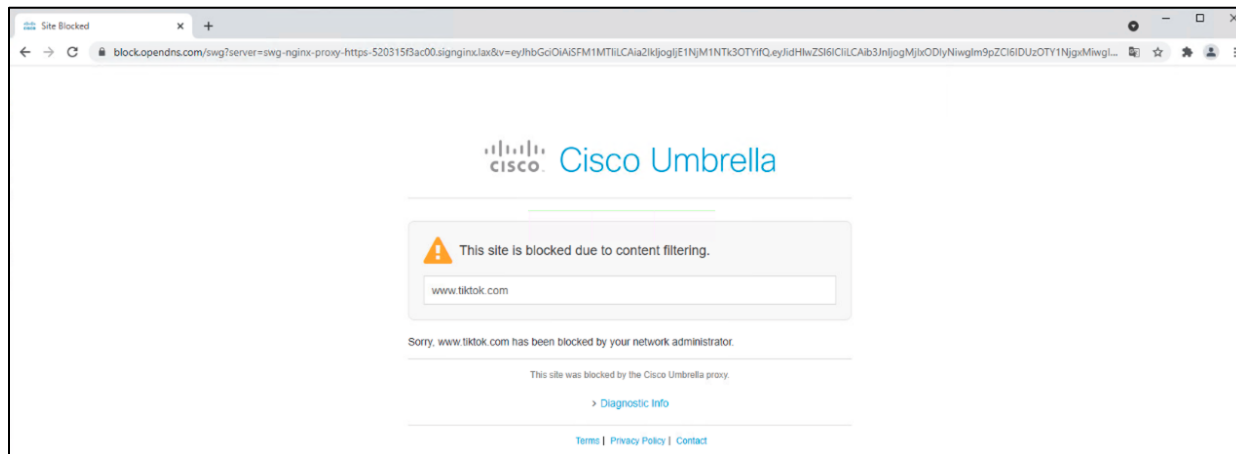 Site Blocked
block.opendns.com/swg?server=swg-nginx-proxy-https-520315f3ac00.signginx.lax&v=
cisco Cisco Umbrella
This site is blocked due to content filtering.
www.tiktok.com
Sorry, www.tiktok.com has been blocked by your network administrator.
This site was blocked by the Cisco Umbrella proxy.
> Diagnostic Info
Terms | Privacy Policy | Contact